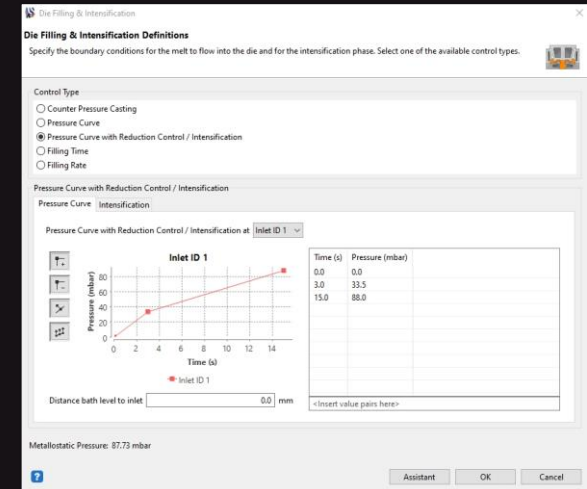 Die Filling & Intensification
Die Filling & Intensification Definitions
Specify the boundary conditions for the melt to flow into the die and for the intensification phase. Select one of the available control types.
Control Type
Counter Pressure Casting
Pressure Curve
Pressure Curve with Reduction Control / Intensification
Filling Time
Filling Rate
Pressure Curve with Reduction Control / Intensification
Pressure Curve Intensification
Pressure Curve with Reduction Control / Intensification at Inlet ID 1
Inlet ID 1
Pressure (mbar)
80
60
40
20
0
0 2 4 6 8 10 12 14
Time (s)
Inlet ID 1
Time (s) Pressure (mbar)
0.0 0.0
3.0 33.5
15.0 88.0
<Insert value pairs here>
Distance bath level to inlet 0.0 mm
Metallostatic Pressure: 87.73 mbar
? Assistant OK Cancel